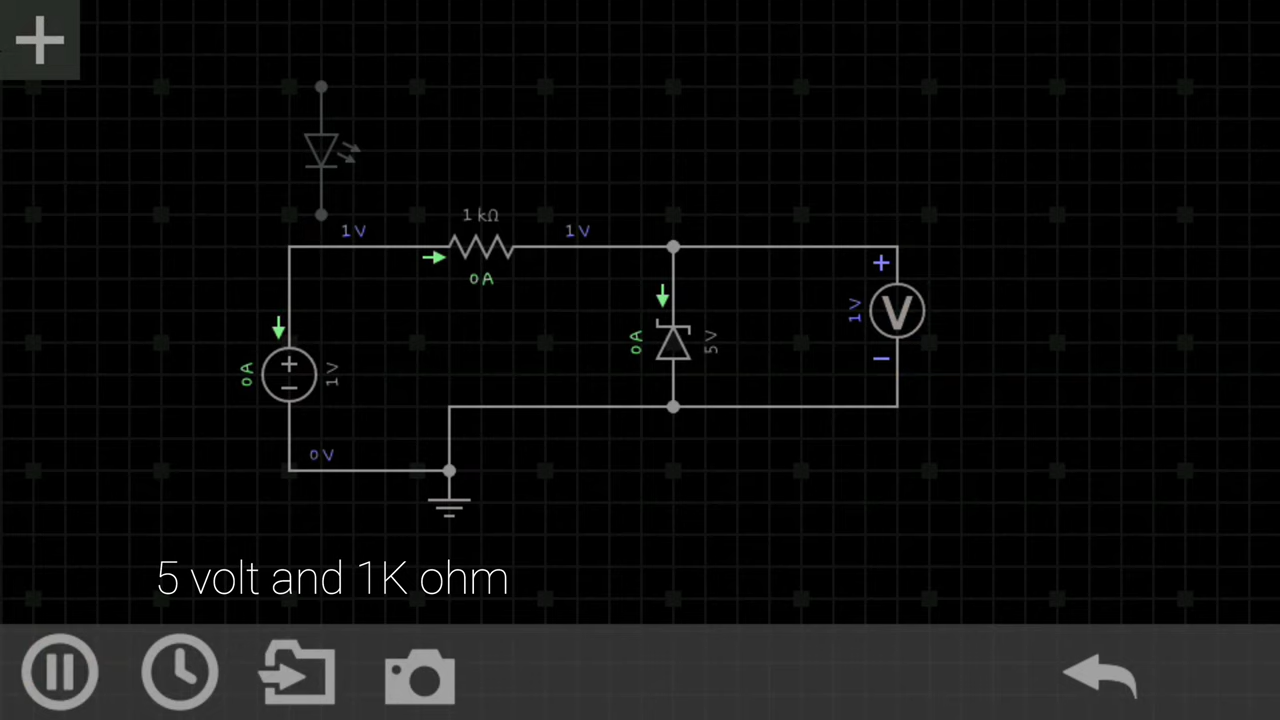 1 kΩ
1 V
1 V
0 A
+
V
1 V
−
0 A
5 V
0 A
+
−
1 V
0 V
5 volt and 1K ohm